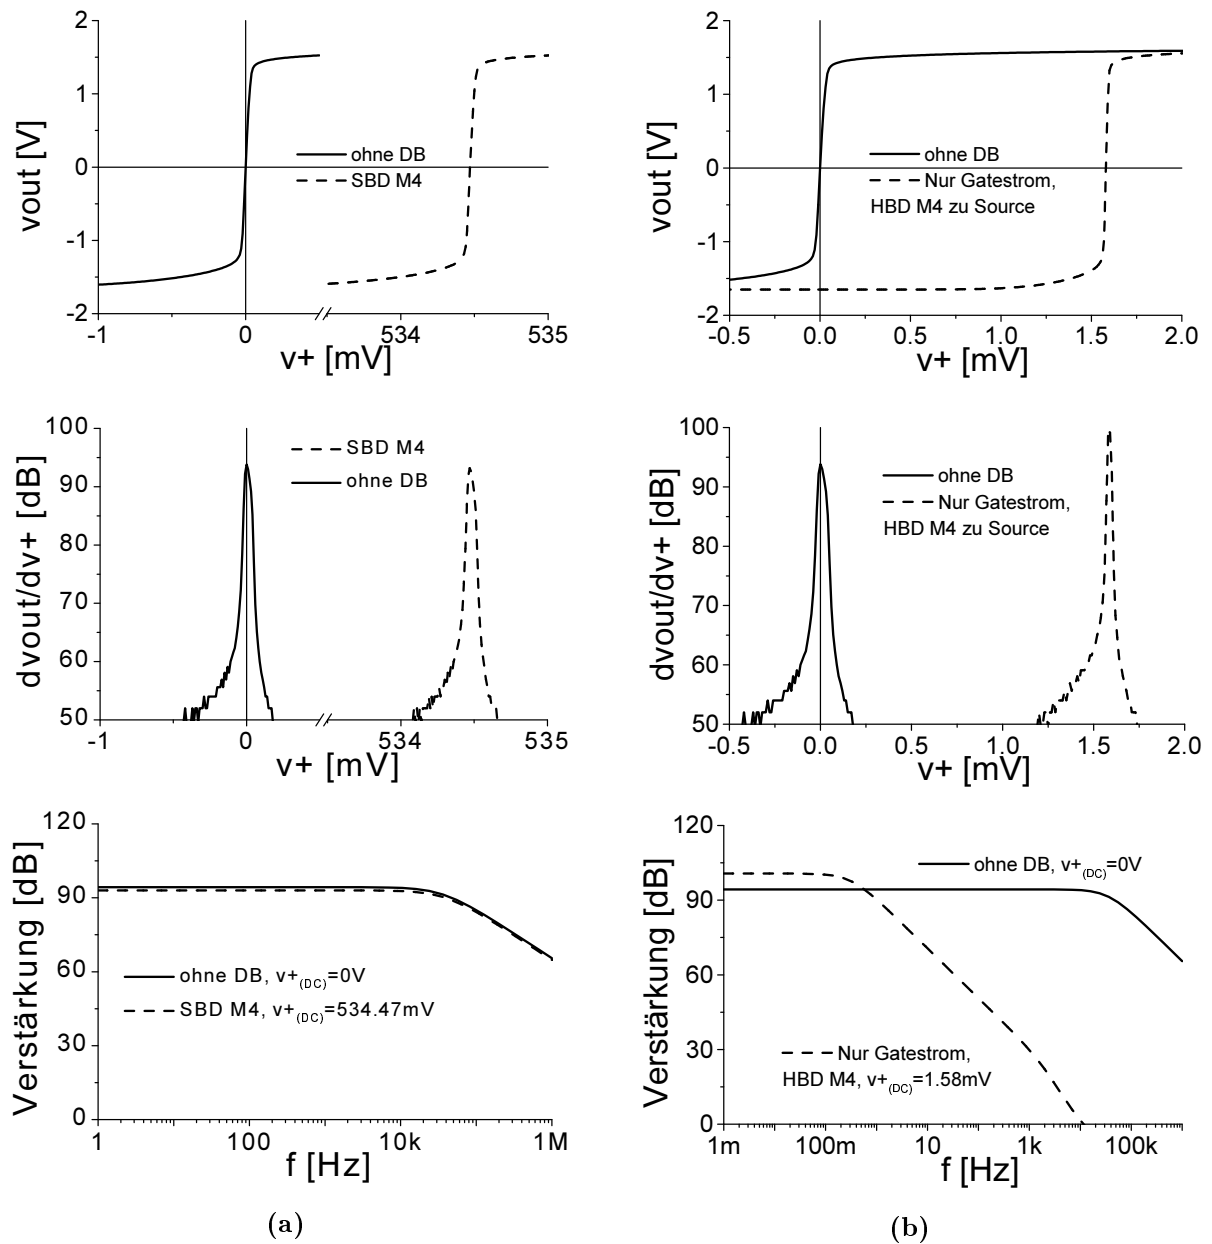 2
1
0
-1
-2
vout [V]
ohne DB
SBD M4
-1
0
534
535
v+ [mV]
2
1
0
-1
-2
vout [V]
ohne DB
Nur Gatestrom,
HBD M4 zu Source
-0.5
0.0
0.5
1.0
1.5
2.0
v+ [mV]
100
90
80
70
60
50
dvout/dv+ [dB]
SBD M4
ohne DB
-1
0
534
535
v+ [mV]
100
90
80
70
60
50
dvout/dv+ [dB]
ohne DB
Nur Gatestrom,
HBD M4 zu Source
-0.5
0.0
0.5
1.0
1.5
2.0
v+ [mV]
120
90
60
30
0
Verstärkung [dB]
ohne DB, v+(DC)=0V
SBD M4, v+(DC)=534.47mV
1
100
10k
1M
f [Hz]
120
90
60
30
0
Verstärkung [dB]
ohne DB, v+(DC)=0V
Nur Gatestrom,
HBD M4, v+(DC)=1.58mV
1m
100m
10
1k
100k
f [Hz]
(a)
(b)